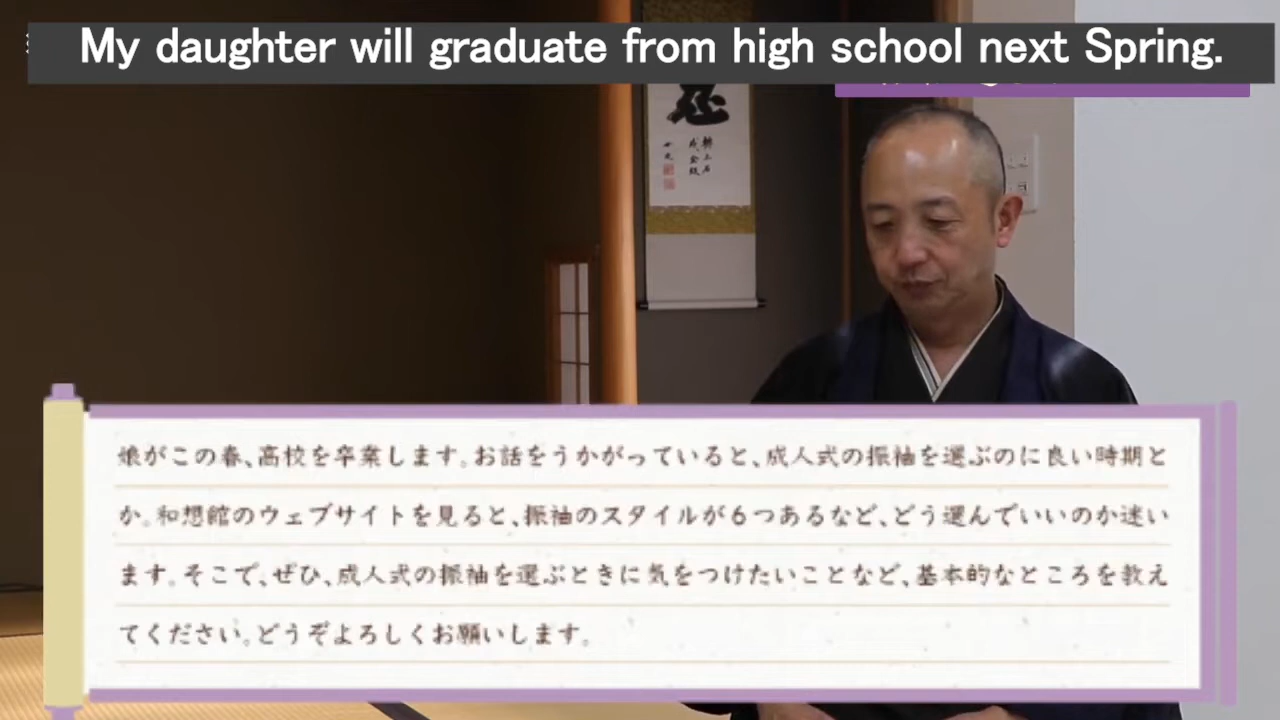 My daughter will graduate from high school next Spring.
娘がこの春、高校を卒業します。お話をうかがっていると、成人式の振袖を選ぶのに良い時期と
か。和想館のウェブサイトを見ると、振袖のスタイルが６つあるなど、どう選んでいいのか迷い
ます。そこで、ぜひ、成人式の振袖を選ぶときに気をつけたいことなど、基本的なところを教え
てください。どうぞよろしくお願いします。